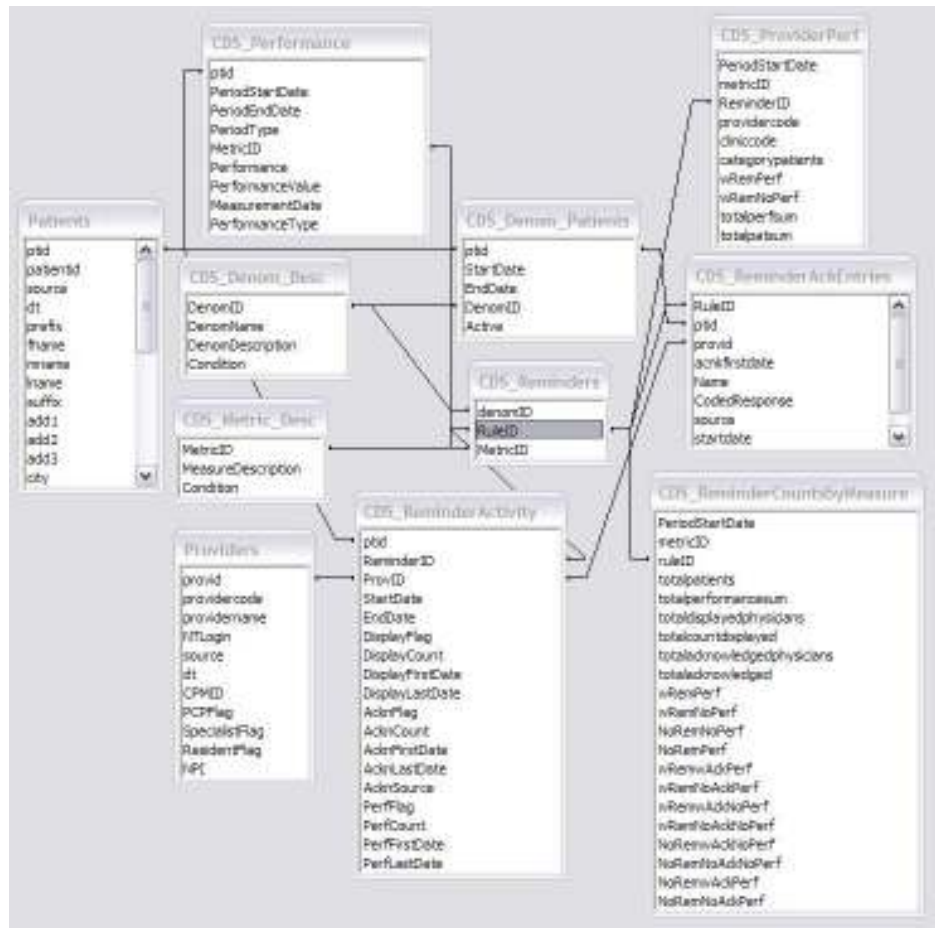 CDS_Performance
ptid
PeriodStartDate
PeriodEndDate
PeriodType
MetricID
Performance
PerformanceValue
MeasurementDate
PerformanceType
CDS_ProviderPerf
PeriodStartDate
metricID
ReminderID
providercode
cliniccode
categorypatients
wRemPerf
wRemNoPerf
totalperfsum
totalpatsum
Patients
ptid
patientid
source
dt
prefix
fname
mname
lname
suffix
add1
add2
add3
city
CDS_Denom_Desc
DenomID
DenomName
DenomDescription
Condition
CDS_Denom_Patients
ptid
StartDate
EndDate
DenomID
Active
CDS_ReminderAckEntries
RuleID
ptid
provid
acnkfirstdate
Name
CodedResponse
source
startdate
CDS_Metric_Desc
MetricID
MeasureDescription
Condition
CDS_Reminders
denomID
RuleID
MetricID
Providers
provid
providercode
providername
NTLogin
source
dt
CPMID
PCPFlag
SpecialistFlag
ResidentFlag
NPI
CDS_ReminderActivity
ptid
ReminderID
ProvID
StartDate
EndDate
DisplayFlag
DisplayCount
DisplayFirstDate
DisplayLastDate
AcknFlag
AcknCount
AcknFirstDate
AcknLastDate
AcknSource
PerfFlag
PerfCount
PerfFirstDate
PerfLastDate
CDS_ReminderCountsByMeasure
PeriodStartDate
metricID
ruleID
totalpatients
totalperformancesum
totaldisplayedphysicians
totalcountdisplayed
totalacknowledgedphysicians
totalacknowledged
wRemPerf
wRemNoPerf
NoRemNoPerf
NoRemPerf
wRemwAckPerf
wRemNoAckPerf
wRemwAckNoPerf
wRemNoAckNoPerf
NoRemwAckNoPerf
NoRemNoAckNoPerf
NoRemwAckPerf
NoRemNoAckPerf